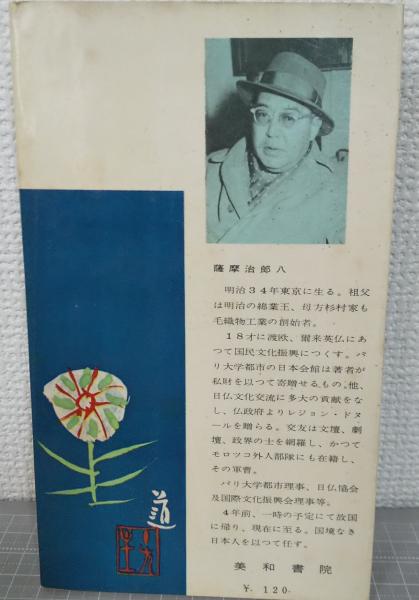 薩摩治郎八
明治34年東京に生る。祖父
は明治の綿業王、母方杉村家も
毛織物工業の創始者。
18才に渡欧、爾来英仏にあ
つて国民文化振興につくす。パ
リ大学都市の日本会館は著者が
私財を以つて寄贈せるもの。他、
日仏文化交流に多大の貢献をな
し、仏政府よりレジョン・ドヌ
ールを贈らる。交友は文壇、劇
壇、政界の士を網羅し、かつて
モロツコ外人部隊にも在籍し、
その軍曹。
パリ大学都市理事、日仏協会
及国際文化振興会理事等。
4年前、一時の予定にて故国
に帰り、現在に至る。国境なき
日本人を以つて任す。
美和書院
¥. 120.
道